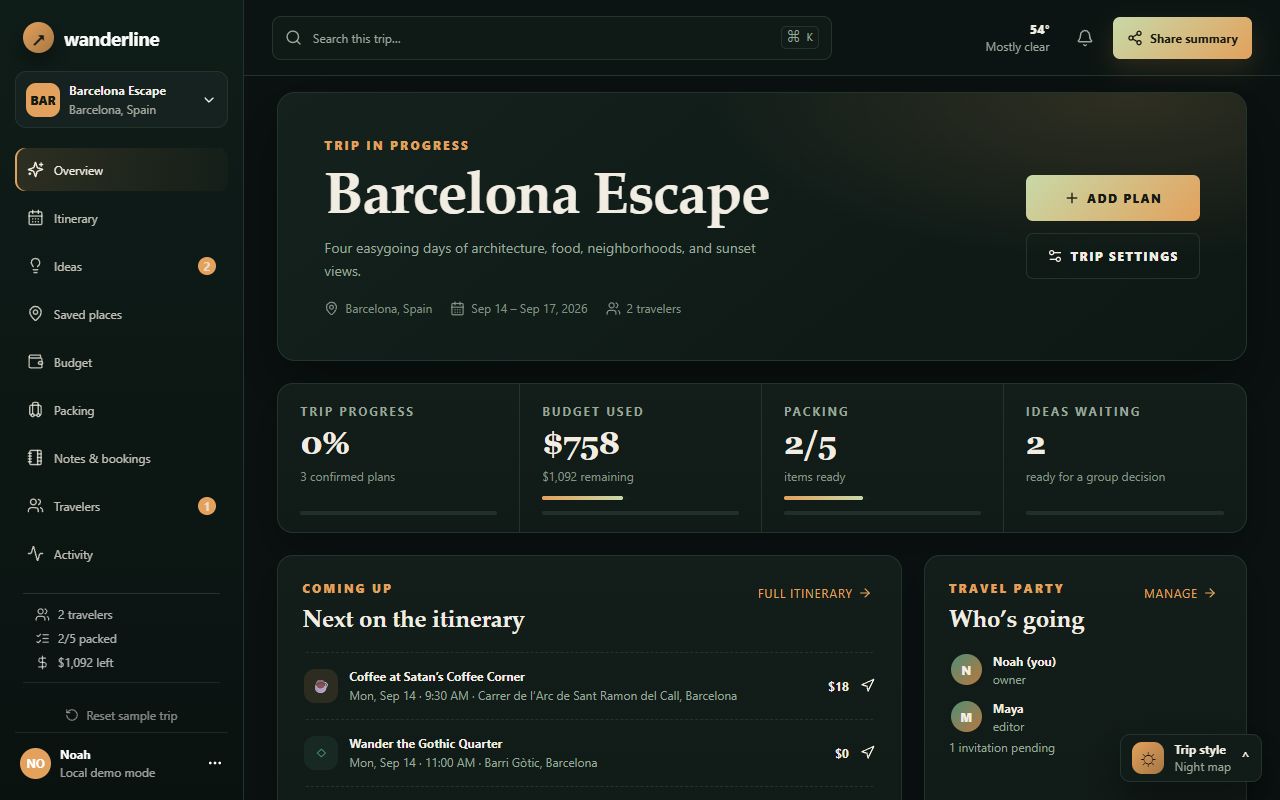 wanderline
Search this trip...
⌘ K
54°
Mostly clear
Share summary
BAR
Barcelona Escape
Barcelona, Spain
Overview
Itinerary
Ideas
2
Saved places
Budget
Packing
Notes & bookings
Travelers
1
Activity
2 travelers
2/5 packed
$1,092 left
Reset sample trip
NO
Noah
Local demo mode
TRIP IN PROGRESS
Barcelona Escape
Four easygoing days of architecture, food, neighborhoods, and sunset
views.
Barcelona, Spain
Sep 14 – Sep 17, 2026
2 travelers
+ ADD PLAN
TRIP SETTINGS
TRIP PROGRESS
0%
3 confirmed plans
BUDGET USED
$758
$1,092 remaining
PACKING
2/5
items ready
IDEAS WAITING
2
ready for a group decision
COMING UP
Next on the itinerary
FULL ITINERARY →
Coffee at Satan's Coffee Corner
Mon, Sep 14 · 9:30 AM · Carrer de l'Arc de Sant Ramon del Call, Barcelona
$18
Wander the Gothic Quarter
Mon, Sep 14 · 11:00 AM · Barri Gòtic, Barcelona
$0
TRAVEL PARTY
Who's going
MANAGE →
N
Noah (you)
owner
M
Maya
editor
1 invitation pending
Trip style
Night map